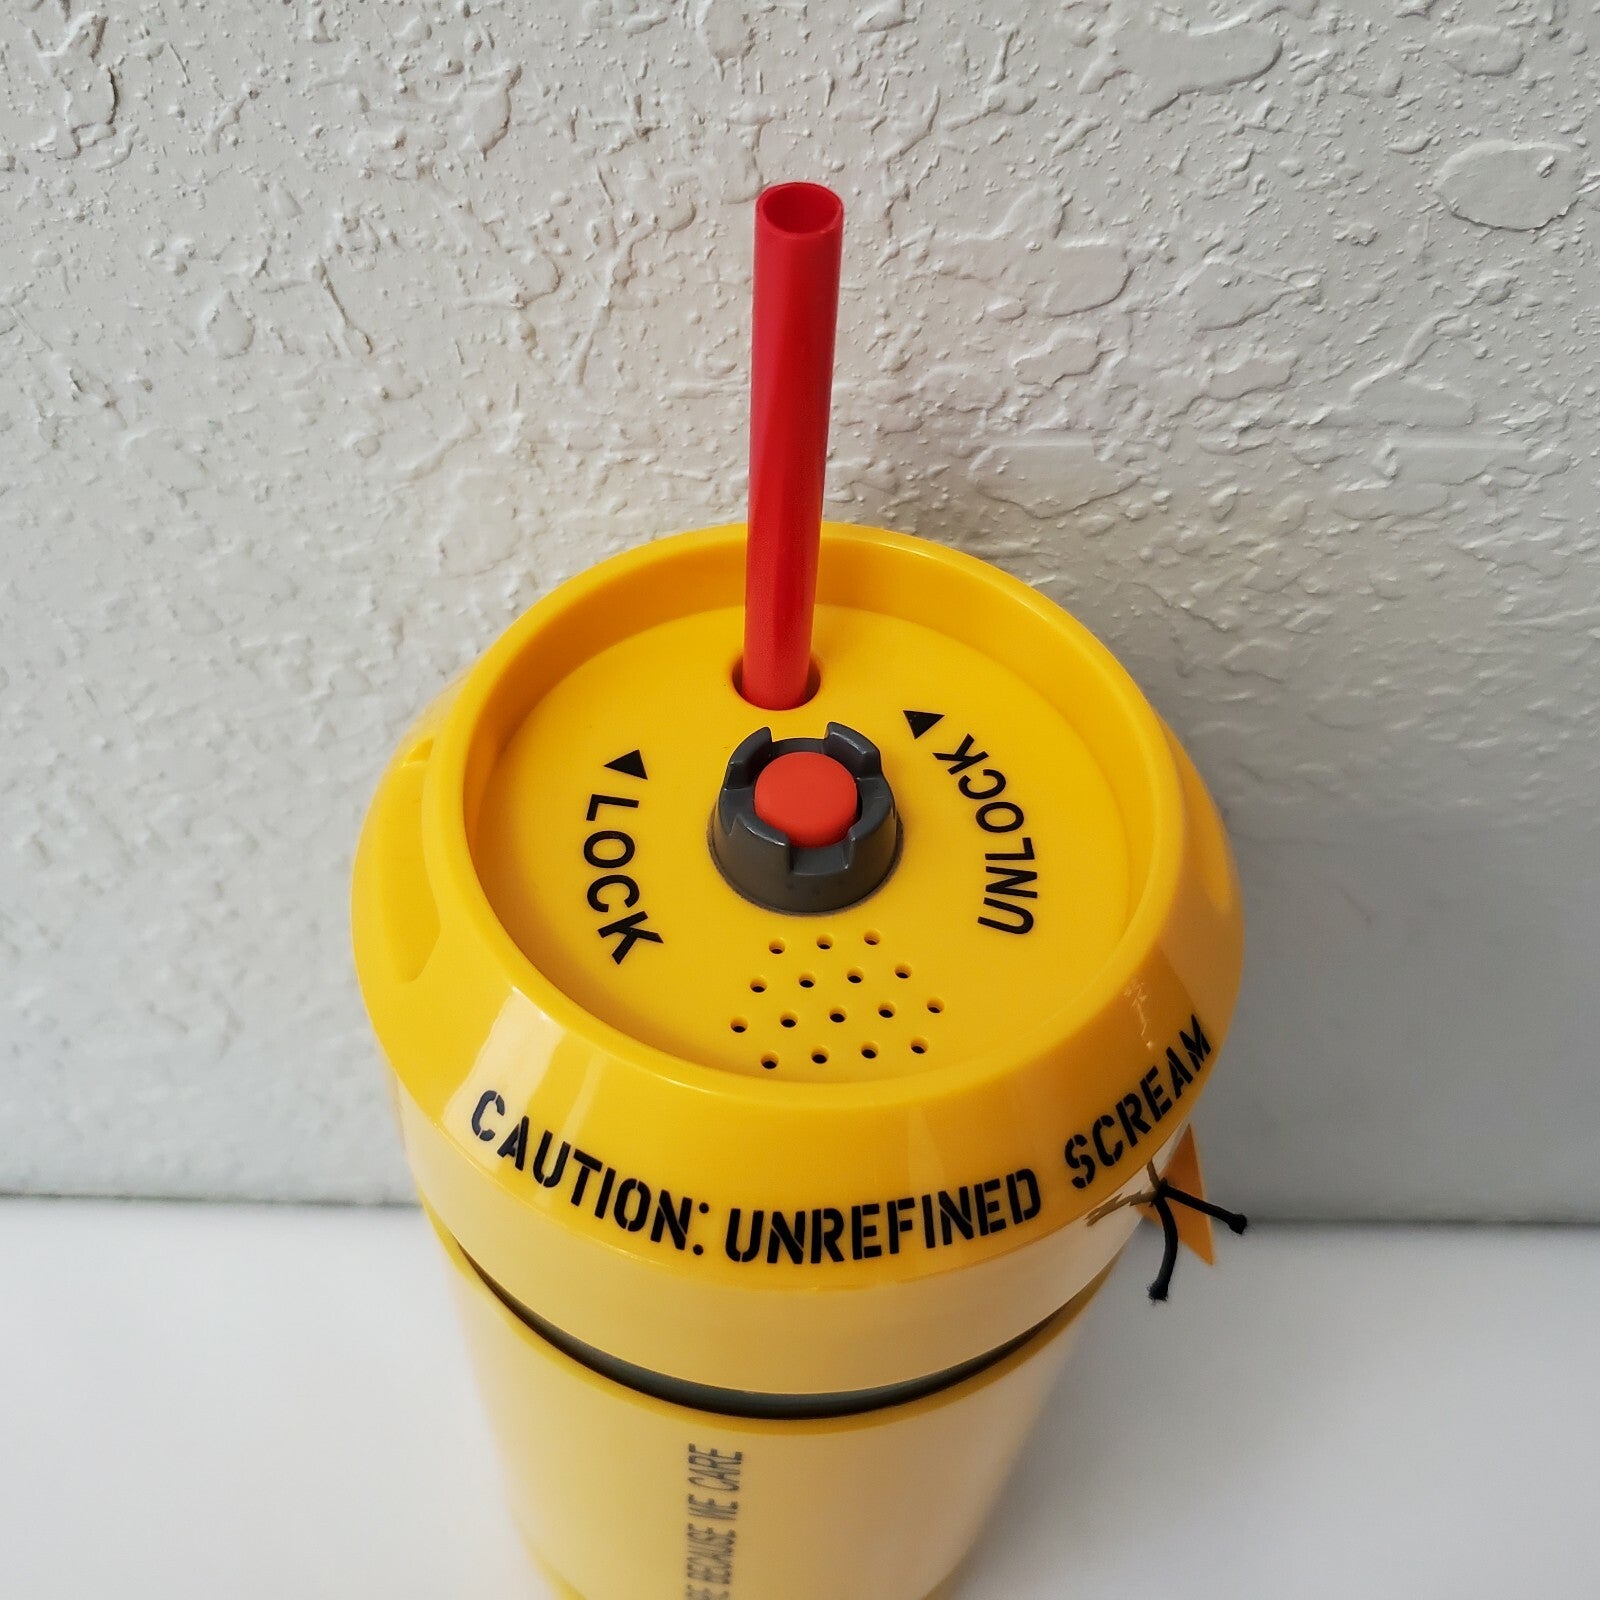 LOCK
UNLOCK
CAUTION: UNREFINED SCREAM
BECAUSE WE CARE